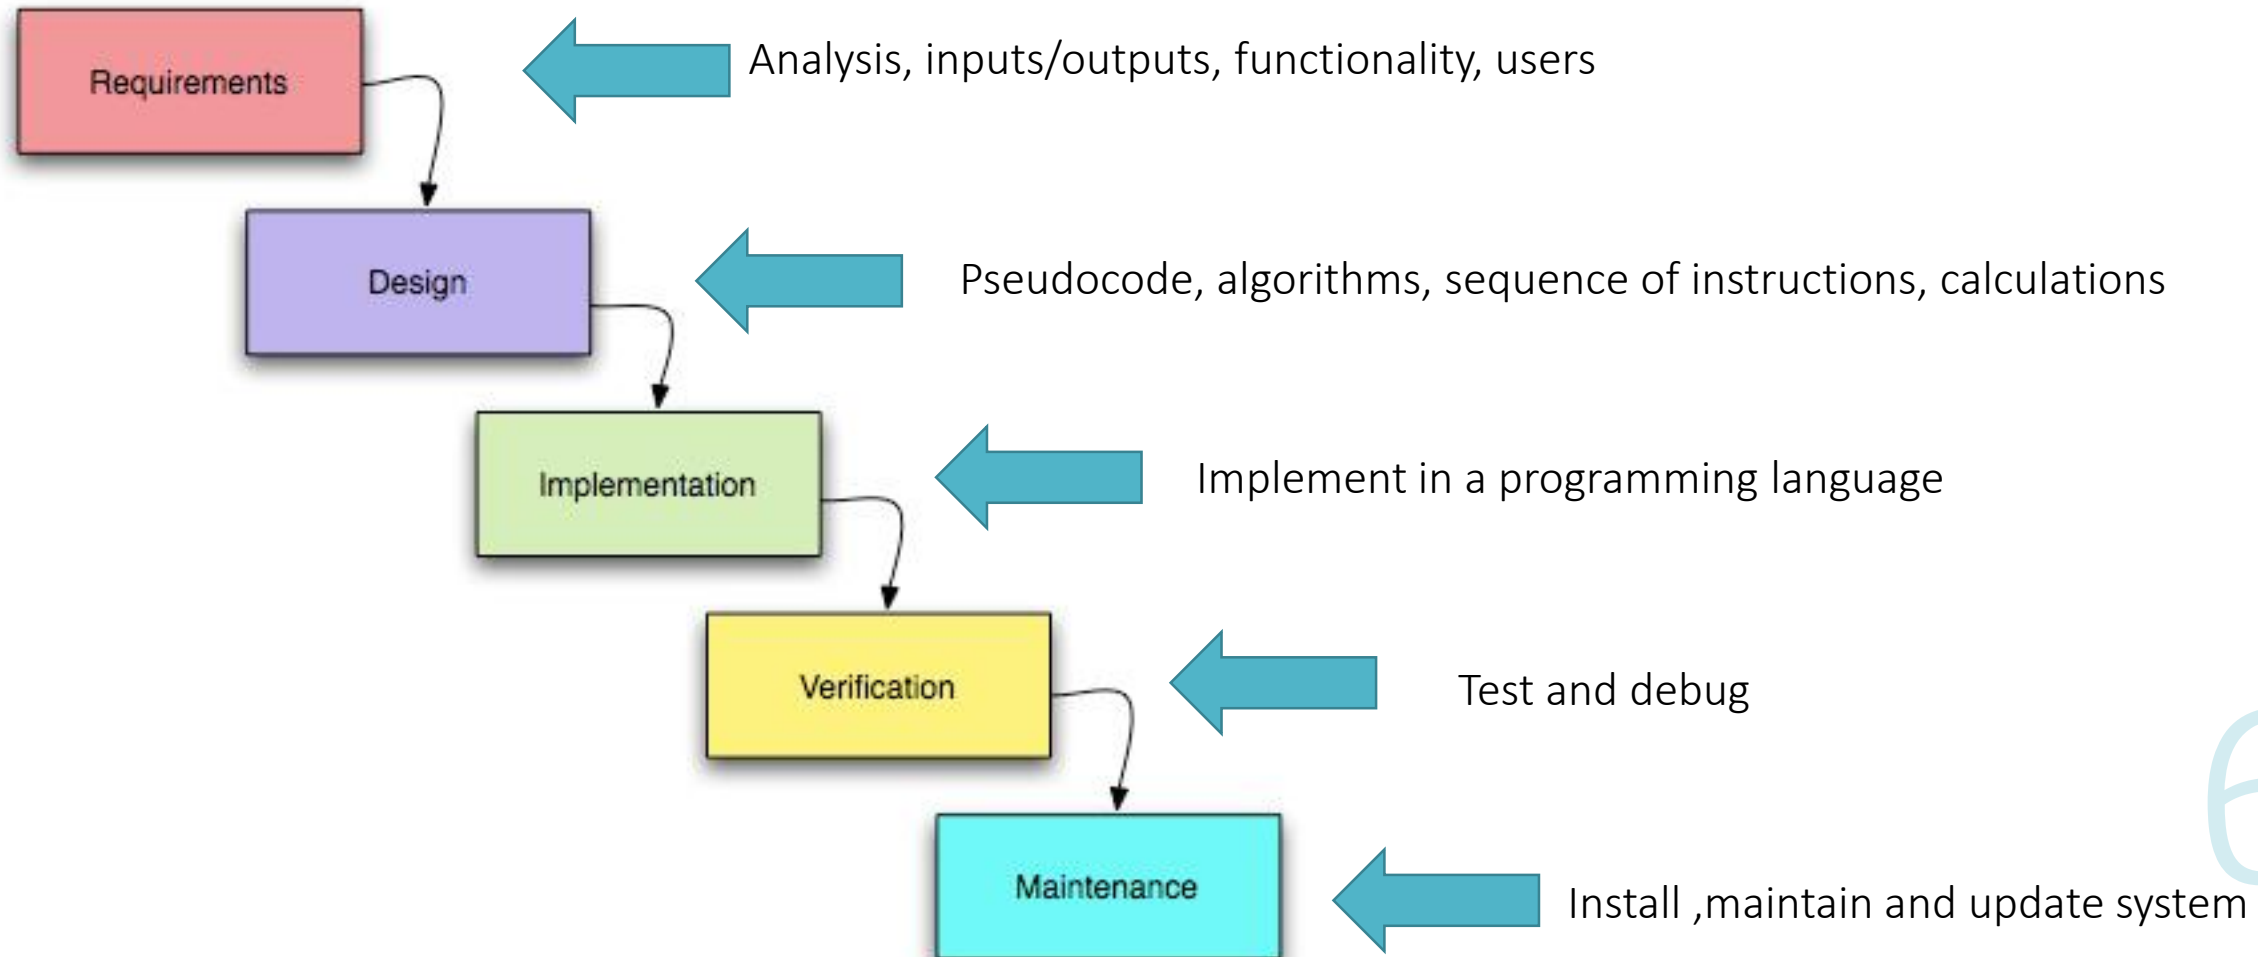 Requirements
Analysis, inputs/outputs, functionality, users
Design
Pseudocode, algorithms, sequence of instructions, calculations
Implementation
Implement in a programming language
Verification
Test and debug
Maintenance
Install ,maintain and update system